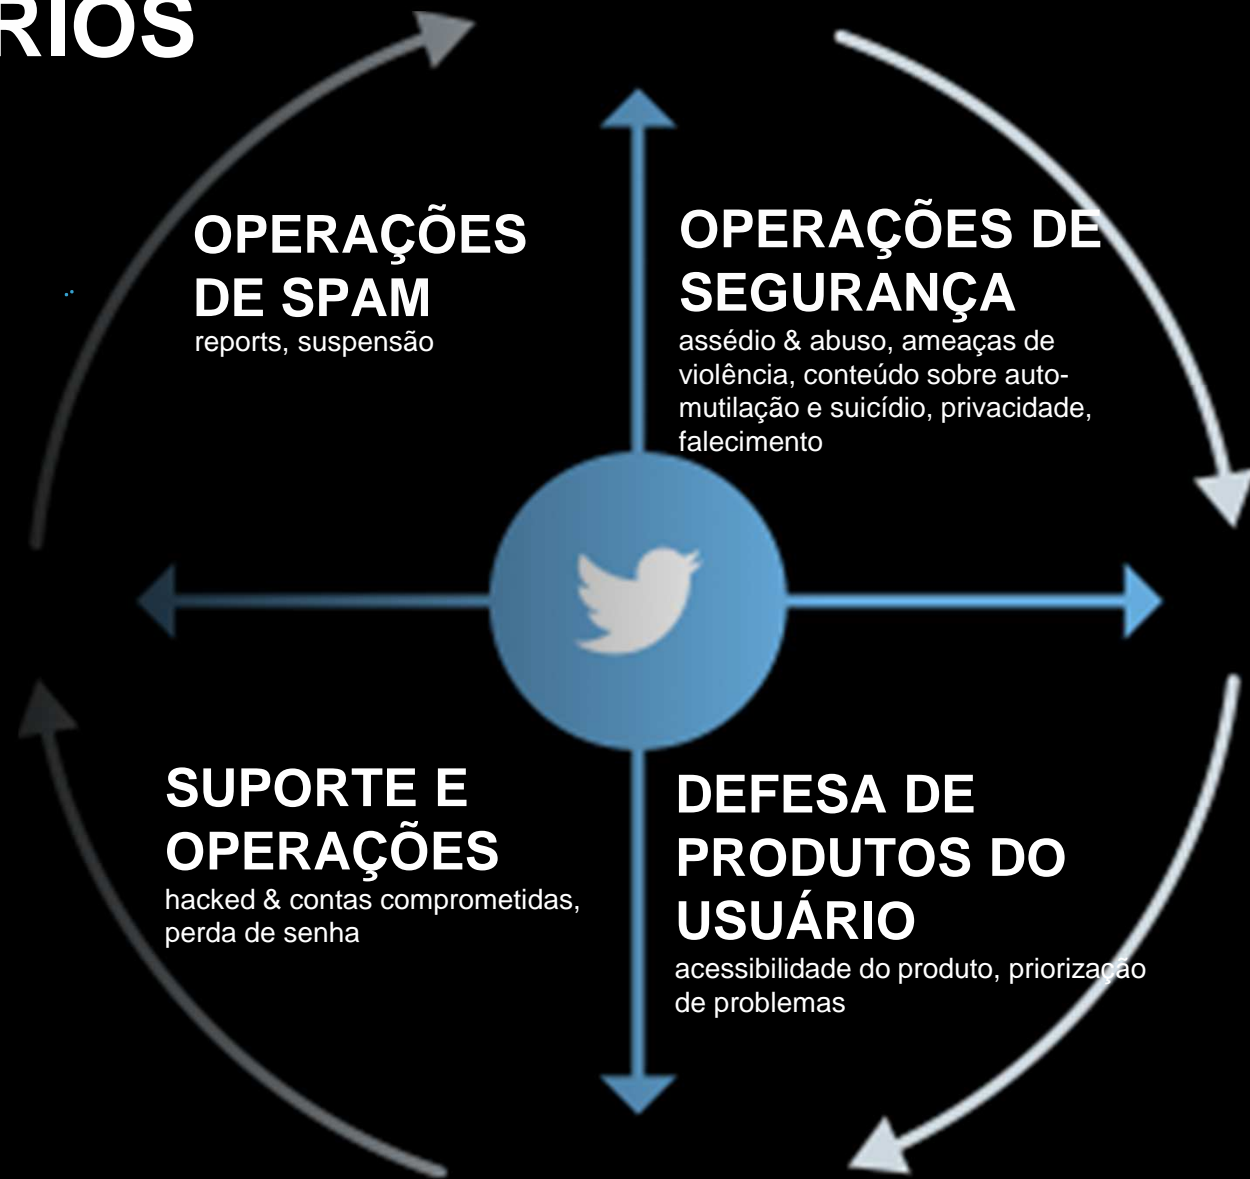 RIOS
OPERAÇÕES
DE SPAM
reports, suspensão
OPERAÇÕES DE
SEGURANÇA
assédio & abuso, ameaças de
violência, conteúdo sobre auto-
mutilação e suicídio, privacidade,
falecimento
SUPORTE E
OPERAÇÕES
hacked & contas comprometidas,
perda de senha
DEFESA DE
PRODUTOS DO
USUÁRIO
acessibilidade do produto, priorização
de problemas